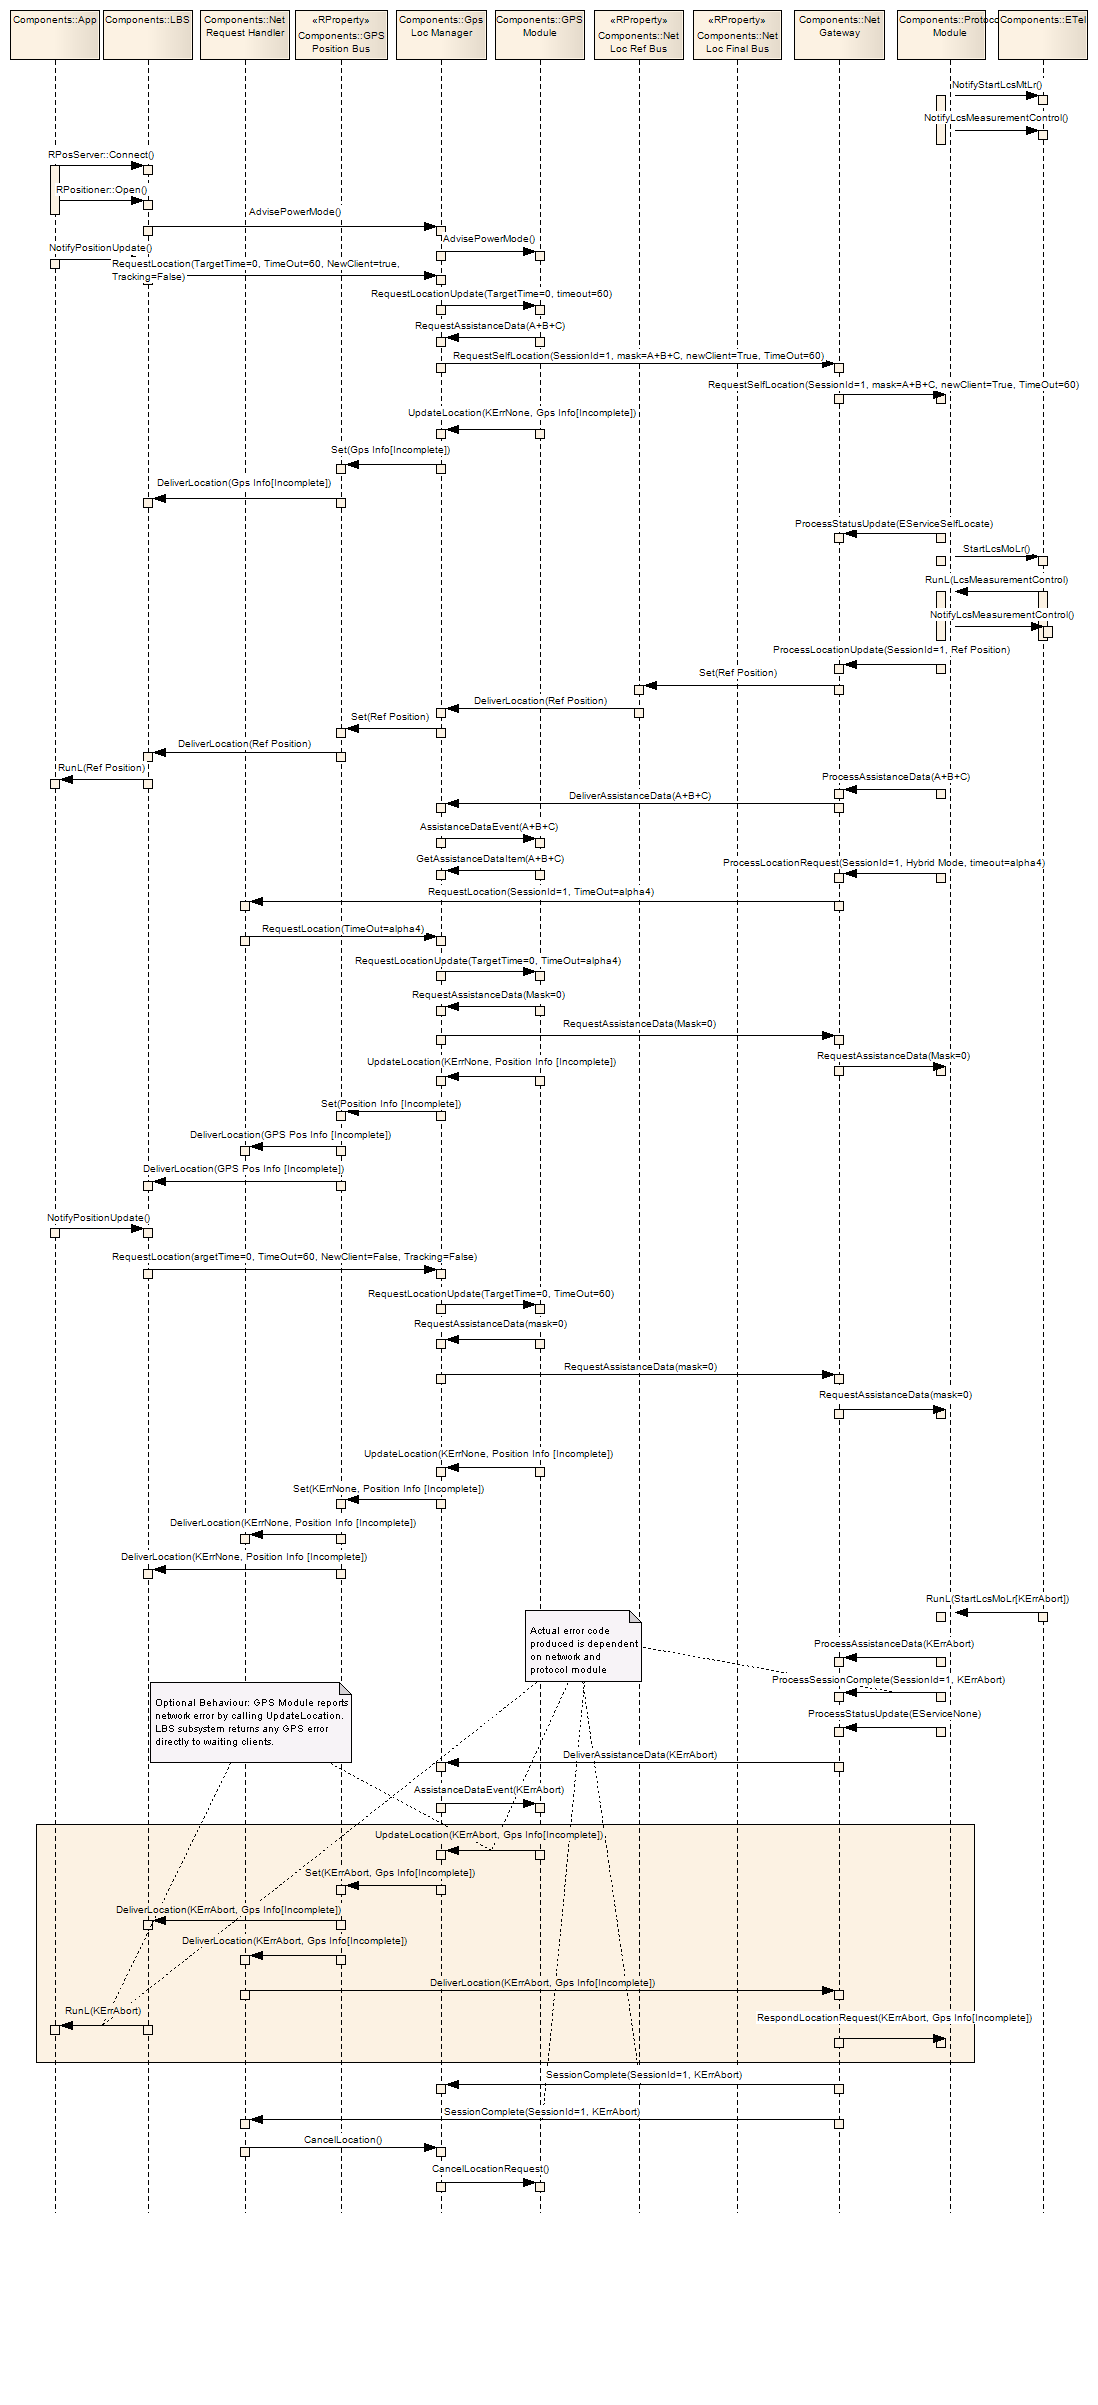 Components::App
Components::LBS
Components::Net
Request Handler
«RProperty»
Components::GPS
Position Bus
Components::Gps
Loc Manager
Components::GPS
Module
«RProperty»
Components::Net
Loc Ref Bus
«RProperty»
Components::Net
Loc Final Bus
Components::Net
Gateway
Components::Protoco
Module
Components::ETel
NotifyStartLcsMtLr()
NotifyLcsMeasurementControl()
RPosServer::Connect()
RPositioner::Open()
AdvisePowerMode()
AdvisePowerMode()
NotifyPositionUpdate()
RequestLocation(TargetTime=0, TimeOut=60, NewClient=true,
Tracking=False)
RequestLocationUpdate(TargetTime=0, timeout=60)
RequestAssistanceData(A+B+C)
RequestSelfLocation(SessionId=1, mask=A+B+C, newClient=True, TimeOut=60)
RequestSelfLocation(SessionId=1, mask=A+B+C, newClient=True, TimeOut=60)
UpdateLocation(KErrNone, Gps Info[Incomplete])
Set(Gps Info[Incomplete])
DeliverLocation(Gps Info[Incomplete])
ProcessStatusUpdate(EServiceSelfLocate)
StartLcsMoLr()
RunL(LcsMeasurementControl)
NotifyLcsMeasurementControl()
ProcessLocationUpdate(SessionId=1, Ref Position)
Set(Ref Position)
DeliverLocation(Ref Position)
Set(Ref Position)
DeliverLocation(Ref Position)
RunL(Ref Position)
ProcessAssistanceData(A+B+C)
DeliverAssistanceData(A+B+C)
AssistanceDataEvent(A+B+C)
GetAssistanceDataItem(A+B+C)
ProcessLocationRequest(SessionId=1, Hybrid Mode, timeout=alpha4)
RequestLocation(SessionId=1, TimeOut=alpha4)
RequestLocation(TimeOut=alpha4)
RequestLocationUpdate(TargetTime=0, TimeOut=alpha4)
RequestAssistanceData(Mask=0)
RequestAssistanceData(Mask=0)
RequestAssistanceData(Mask=0)
UpdateLocation(KErrNone, Position Info [Incomplete])
Set(Position Info [Incomplete])
DeliverLocation(GPS Pos Info [Incomplete])
DeliverLocation(GPS Pos Info [Incomplete])
NotifyPositionUpdate()
RequestLocation(argetTime=0, TimeOut=60, NewClient=False, Tracking=False)
RequestLocationUpdate(TargetTime=0, TimeOut=60)
RequestAssistanceData(mask=0)
RequestAssistanceData(mask=0)
RequestAssistanceData(mask=0)
UpdateLocation(KErrNone, Position Info [Incomplete])
Set(KErrNone, Position Info [Incomplete])
DeliverLocation(KErrNone, Position Info [Incomplete])
DeliverLocation(KErrNone, Position Info [Incomplete])
RunL(StartLcsMoLr[KErrAbort])
Actual error code
produced is dependent
on network and
protocol module
ProcessAssistanceData(KErrAbort)
ProcessSessionComplete(SessionId=1, KErrAbort)
Optional Behaviour: GPS Module reports
network error by calling UpdateLocation.
LBS subsystem returns any GPS error
directly to waiting clients.
ProcessStatusUpdate(EServiceNone)
DeliverAssistanceData(KErrAbort)
AssistanceDataEvent(KErrAbort)
UpdateLocation(KErrAbort, Gps Info[Incomplete])
Set(KErrAbort, Gps Info[Incomplete])
DeliverLocation(KErrAbort, Gps Info[Incomplete])
DeliverLocation(KErrAbort, Gps Info[Incomplete])
DeliverLocation(KErrAbort, Gps Info[Incomplete])
RunL(KErrAbort)
RespondLocationRequest(KErrAbort, Gps Info[Incomplete])
SessionComplete(SessionId=1, KErrAbort)
SessionComplete(SessionId=1, KErrAbort)
CancelLocation()
CancelLocationRequest()